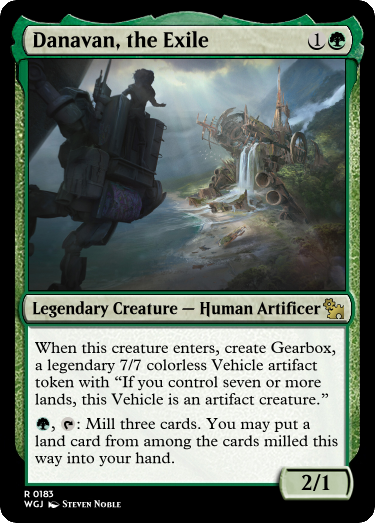 Danavan, the Exile 1
Legendary Creature — Human Artificer
When this creature enters, create Gearbox,
a legendary 7/7 colorless Vehicle artifact
token with “If you control seven or more
lands, this Vehicle is an artifact creature.”
, : Mill three cards. You may put a
land card from among the cards milled this
way into your hand.
2/1
R 0183
WGJ Steven Noble